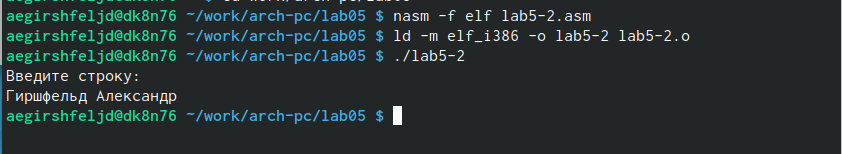 aegirshfeljd@dk8n76 ~/work/arch-pc/lab05 $ nasm -f elf lab5-2.asm
aegirshfeljd@dk8n76 ~/work/arch-pc/lab05 $ ld -m elf_i386 -o lab5-2 lab5-2.o
aegirshfeljd@dk8n76 ~/work/arch-pc/lab05 $ ./lab5-2
Введите строку:
Гиршфельд Александр
aegirshfeljd@dk8n76 ~/work/arch-pc/lab05 $